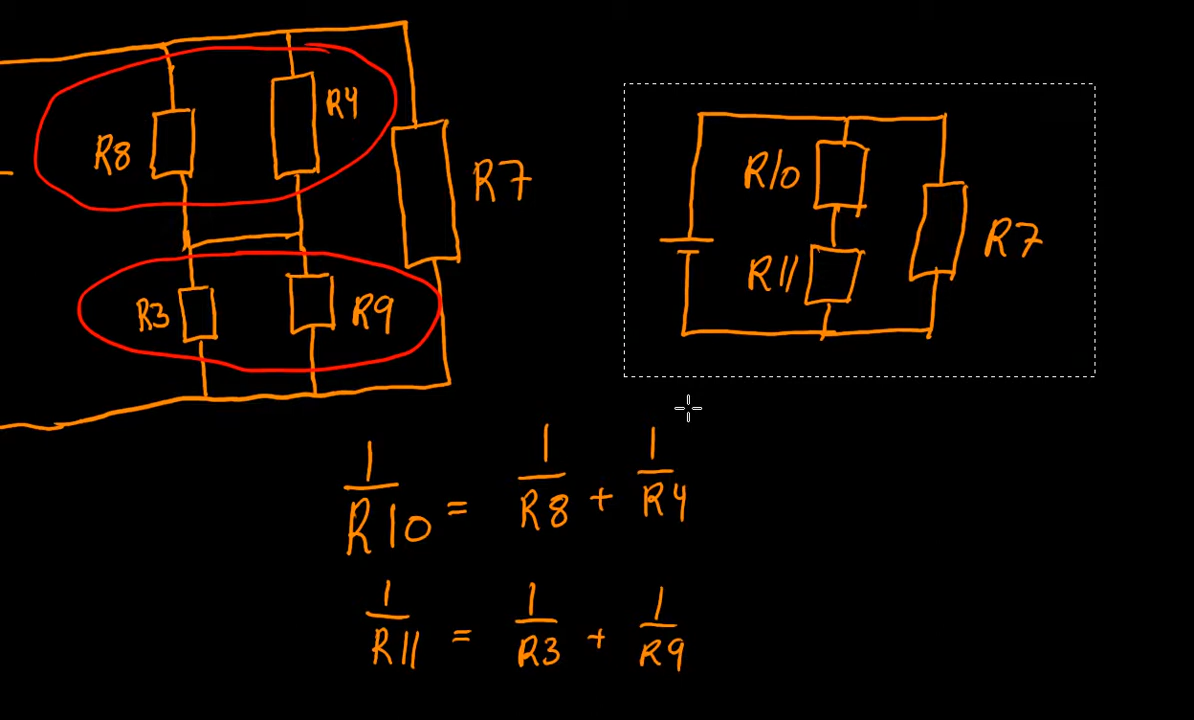 R8
R4
R7
R3
R9
R10
R11
R7
1/R10 = 1/R8 + 1/R4
1/R11 = 1/R3 + 1/R9